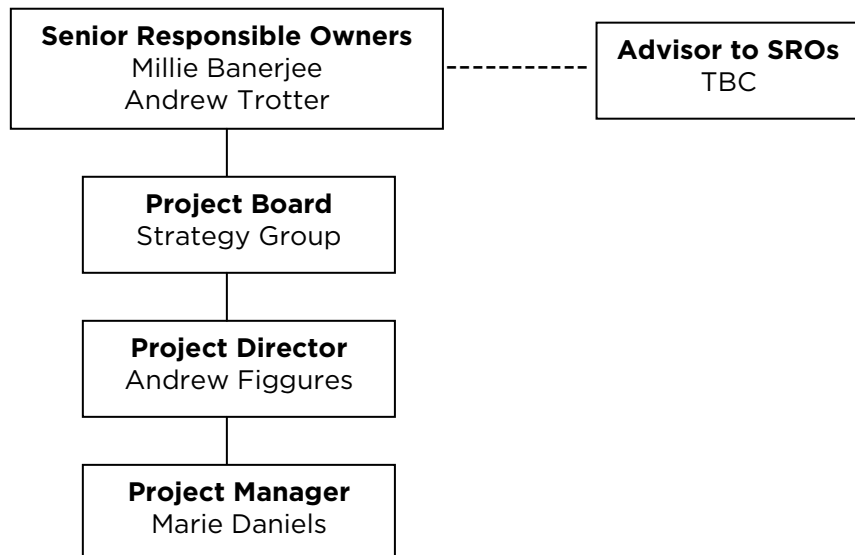 Senior Responsible Owners
Millie Banerjee
Andrew Trotter
Advisor to SROs
TBC
Project Board
Strategy Group
Project Director
Andrew Figgures
Project Manager
Marie Daniels